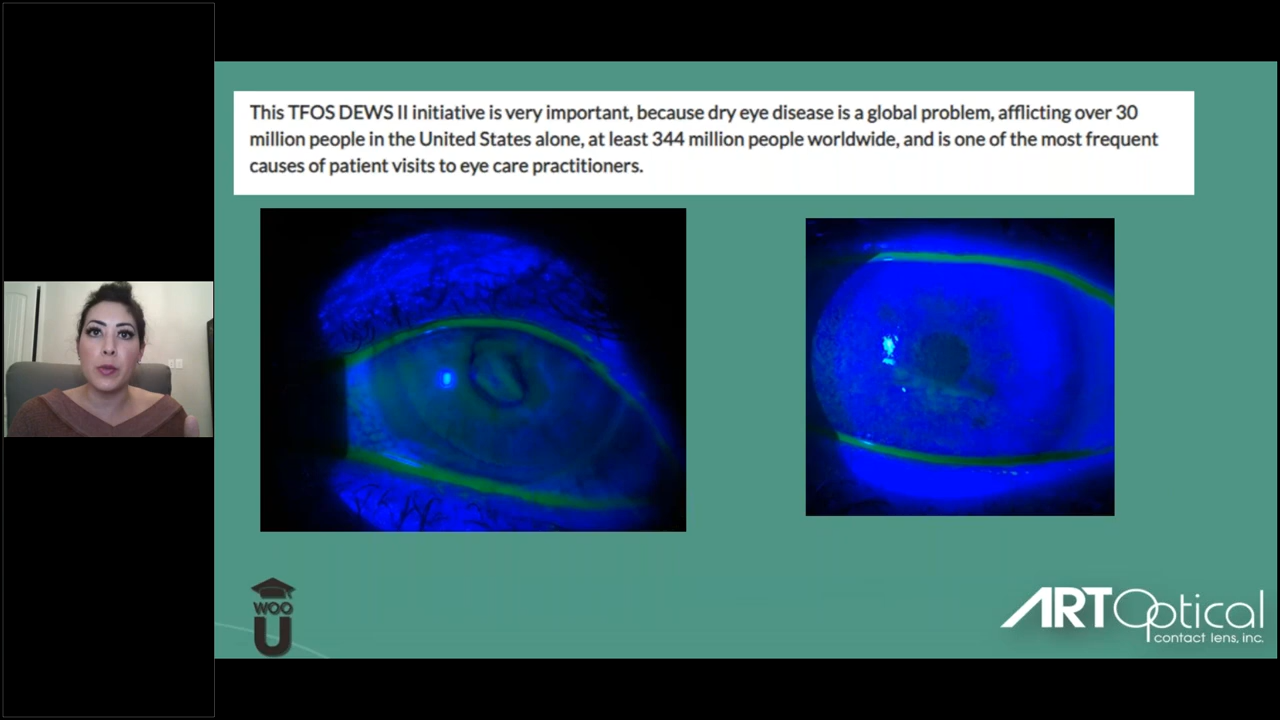 This TFOS DEWS II initiative is very important, because dry eye disease is a global problem, afflicting over 30
million people in the United States alone, at least 344 million people worldwide, and is one of the most frequent
causes of patient visits to eye care practitioners.
WOO
U
ARTOptical
contact lens, inc.